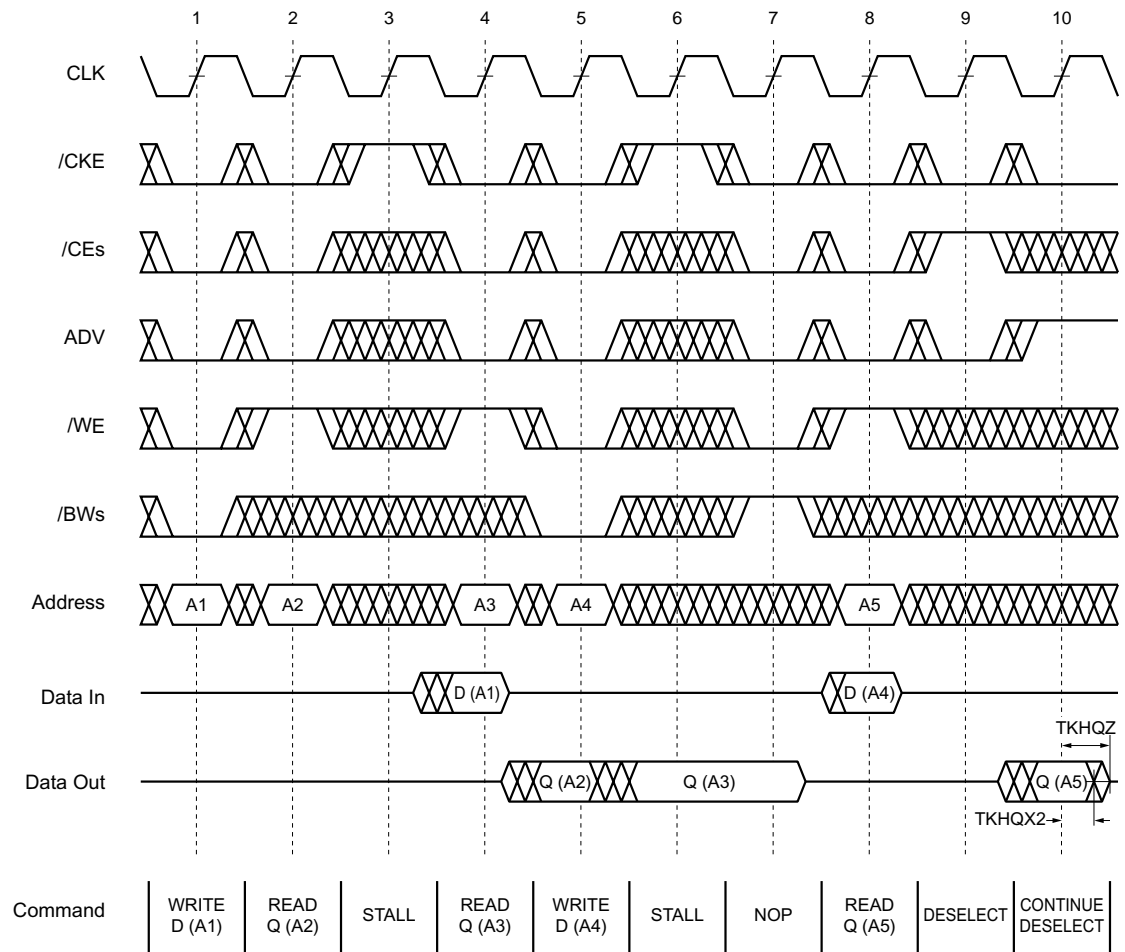 1 2 3 4 5 6 7 8 9 10
CLK
/CKE
/CEs
ADV
/WE
/BWs
Address A1 A2 A3 A4 A5
Data In D (A1) D (A4)
TKHQZ
Data Out Q (A2) Q (A3) Q (A5)
TKHQX2
Command WRITE D (A1) READ Q (A2) STALL READ Q (A3) WRITE D (A4) STALL NOP READ Q (A5) DESELECT CONTINUE DESELECT